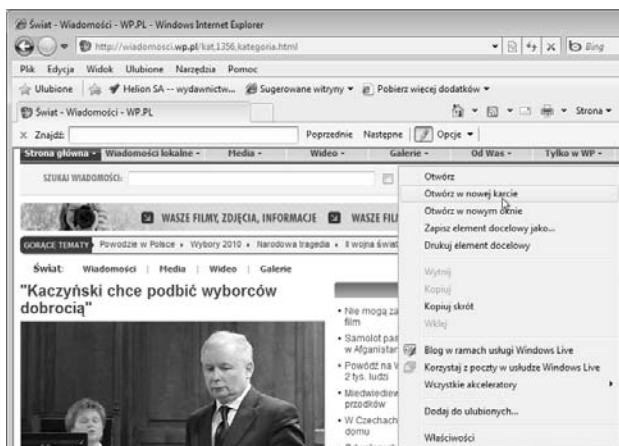 Świat - Wiadomości - WP.PL - Windows Internet Explorer
http://wiadomosci.wp.pl/kat,1356,kategoria.html
Bing
Plik Edycja Widok Ulubione Narzędzia Pomoc
Ulubione Helion SA -- wydawnictw... Sugerowane witryny Pobierz więcej dodatków
Świat - Wiadomości - WP.PL
Strona
Znajdź: Poprzednie Następne Opcje
Strona główna Wiadomości lokalne Media Wideo Galerie Od Was Tylko w WP
SZUKAJ WIADOMOŚCI:
WASZE FILMY, ZDJĘCIA, INFORMACJE WASZE FIL
GORĄCE TEMATY Powodzie w Polsce Wybory 2010 Narodowa tragedia II wojna świat
Świat: Wiadomości | Media | Wideo | Galerie
"Kaczyński chce podbić wyborców
dobrocią"
• Nie mogą za
film
• Samolot pas
w Afganistan
• Powódź na W
2 tys. ludzi
• Miedwiediew
przodków
• W Czechach
domu
Otwórz
Otwórz w nowej karcie
Otwórz w nowym oknie
Zapisz element docelowy jako...
Drukuj element docelowy
Wytnij
Kopiuj
Kopiuj skrót
Wklej
Blog w ramach usługi Windows Live
Korzystaj z poczty w usłudze Windows Live
Wszystkie akceleratory
Dodaj do ulubionych...
Właściwości